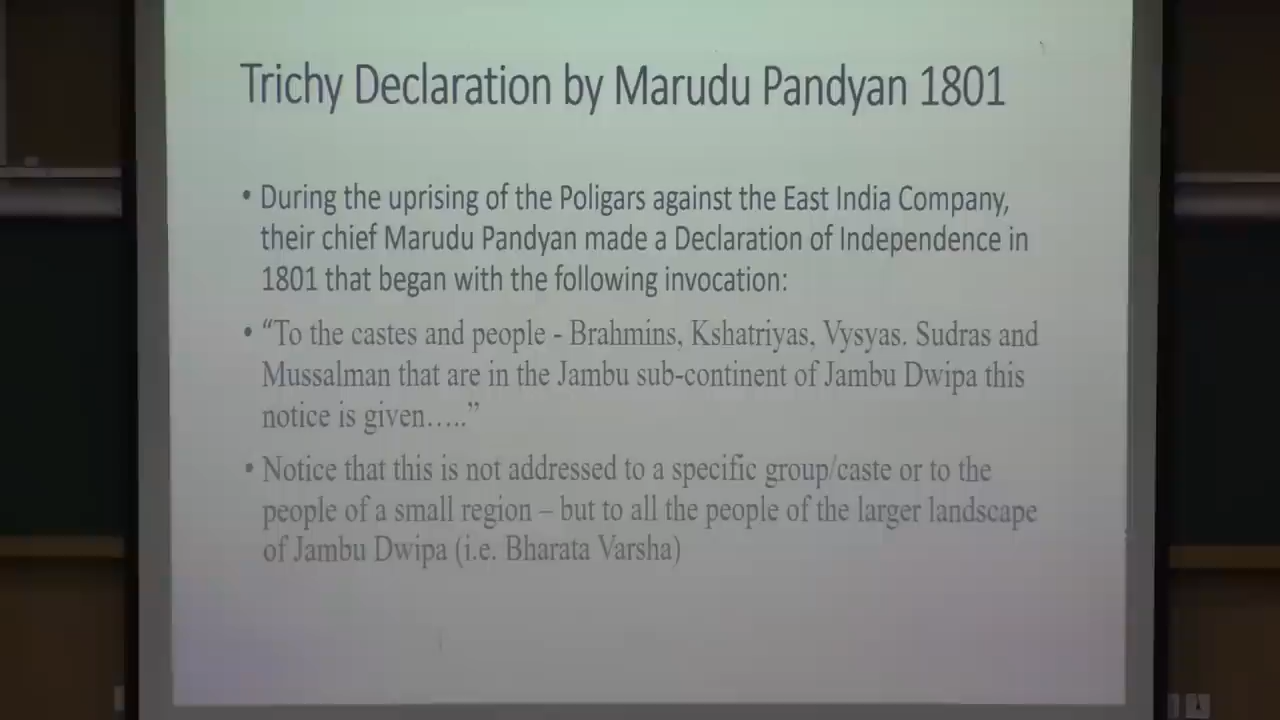 Trichy Declaration by Marudu Pandyan 1801
• During the uprising of the Poligars against the East India Company,
their chief Marudu Pandyan made a Declaration of Independence in
1801 that began with the following invocation:
• “To the castes and people - Brahmins, Kshatriyas, Vysyas. Sudras and
Mussalman that are in the Jambu sub-continent of Jambu Dwipa this
notice is given…..”
• Notice that this is not addressed to a specific group/caste or to the
people of a small region – but to all the people of the larger landscape
of Jambu Dwipa (i.e. Bharata Varsha)